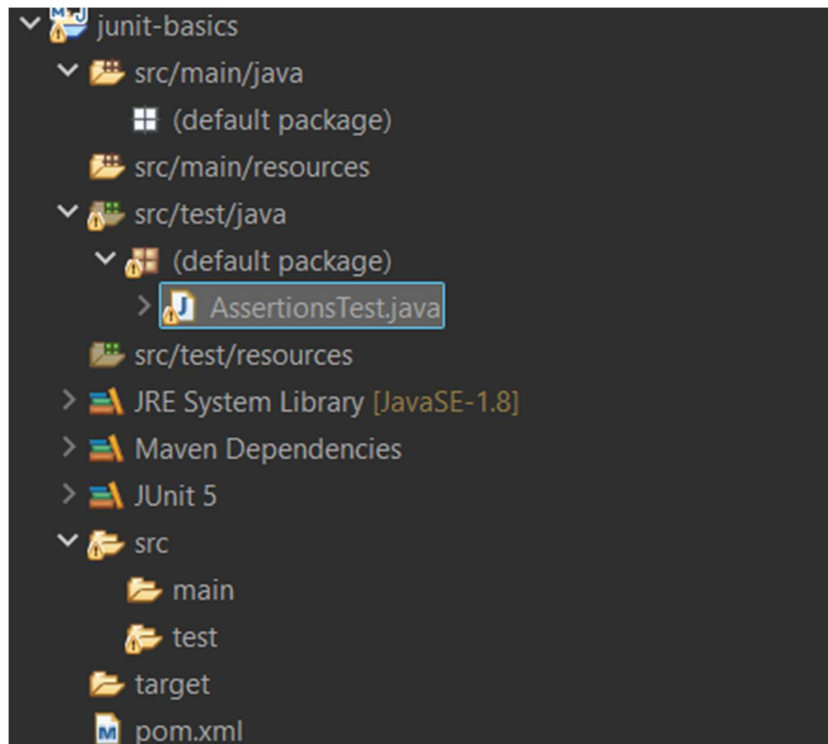 junit-basics
src/main/java
(default package)
src/main/resources
src/test/java
(default package)
AssertionsTest.java
src/test/resources
JRE System Library [JavaSE-1.8]
Maven Dependencies
JUnit 5
src
main
test
target
pom.xml